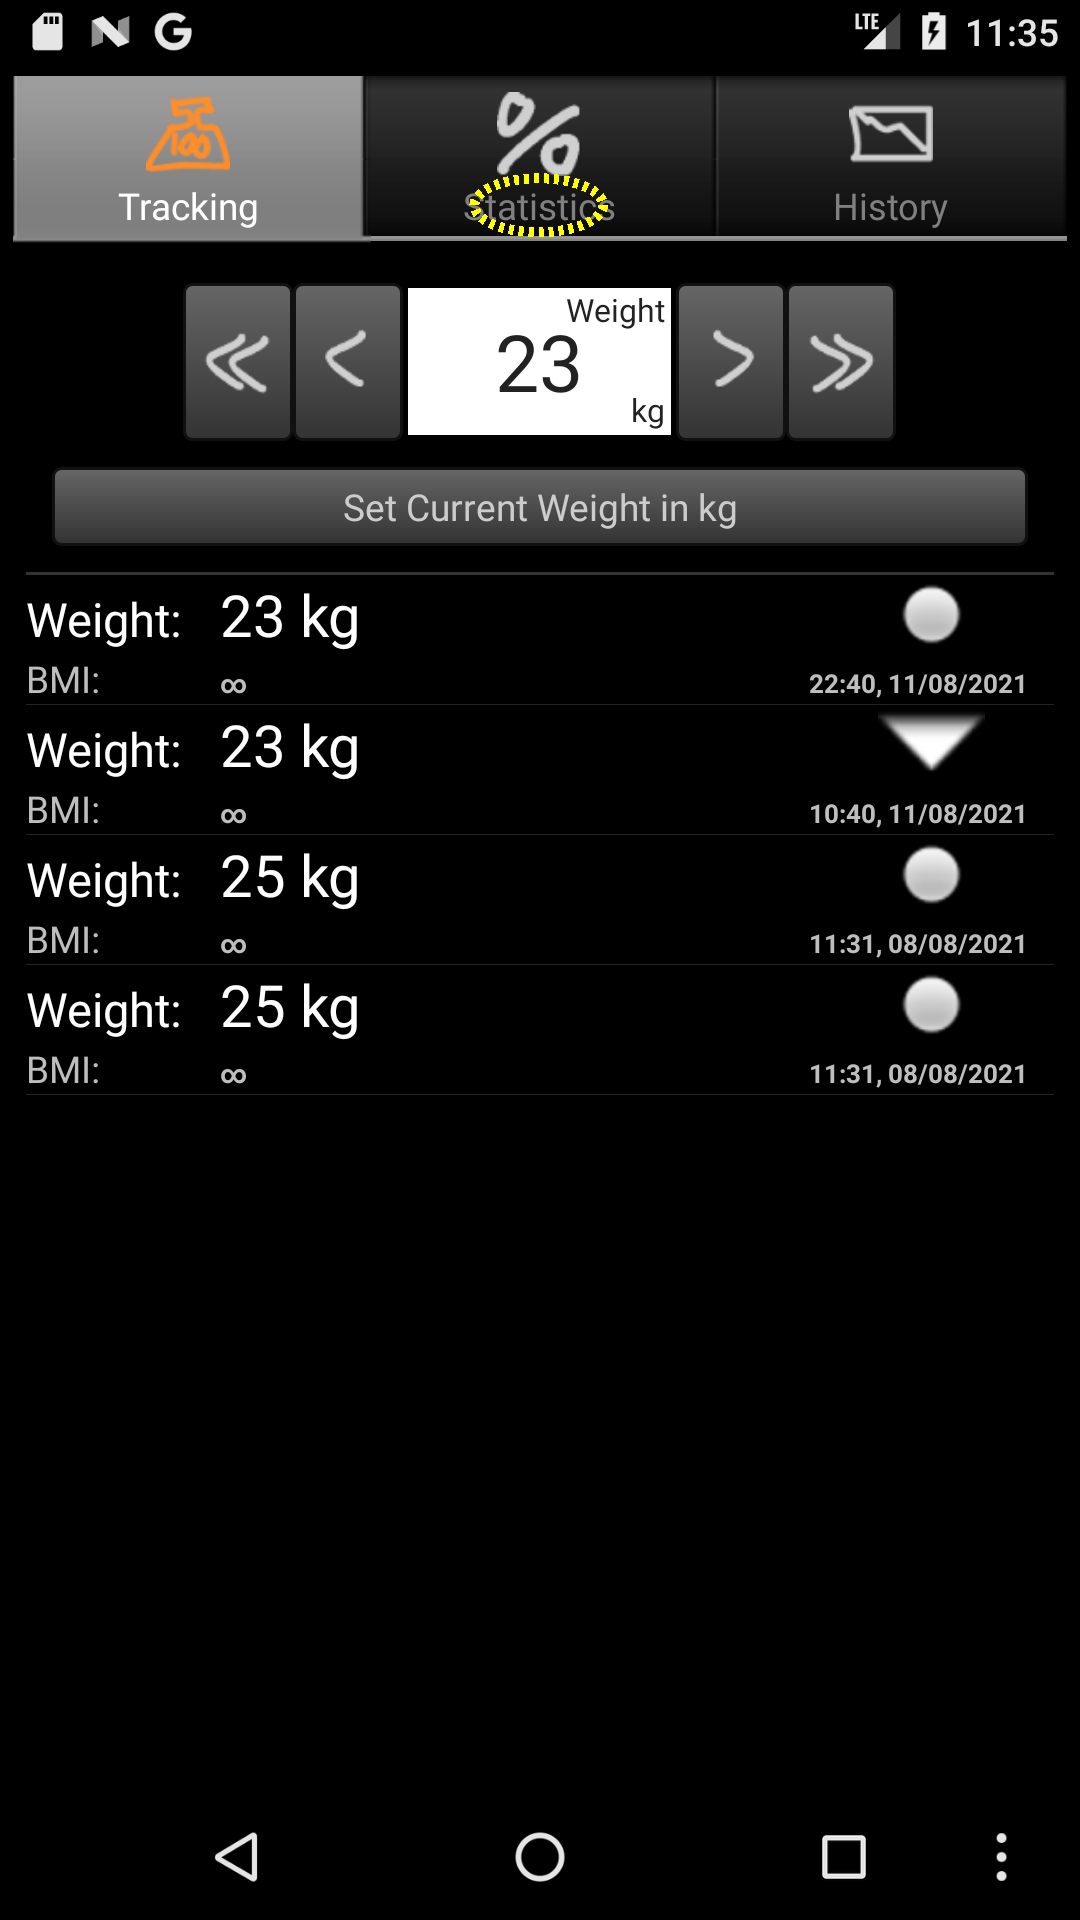 LTE 11:35
100
Tracking
Statistics
History
Weight
23
kg
Set Current Weight in kg
Weight: 23 kg
BMI: ∞ 22:40, 11/08/2021
Weight: 23 kg
BMI: ∞ 10:40, 11/08/2021
Weight: 25 kg
BMI: ∞ 11:31, 08/08/2021
Weight: 25 kg
BMI: ∞ 11:31, 08/08/2021